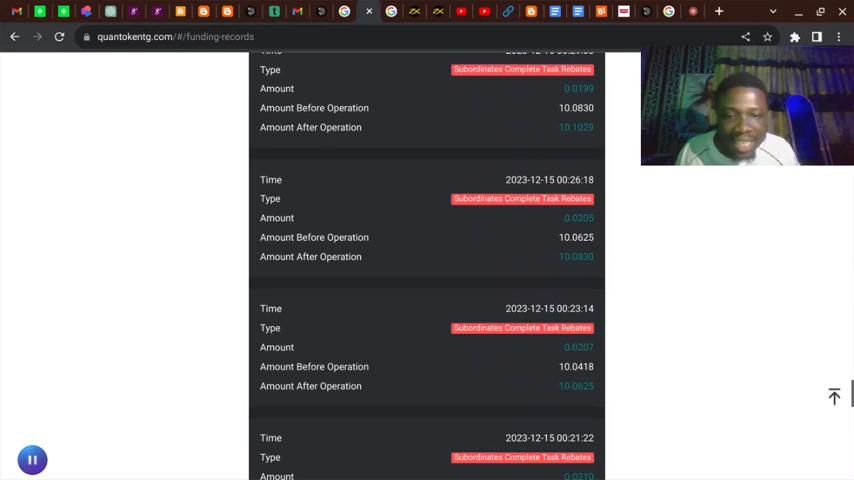 quantokentg.com/#/funding-records
Type Subordinates Complete Task Rebates
Amount 0.0199
Amount Before Operation 10.0830
Amount After Operation 10.1029
Time 2023-12-15 00:26:18
Type Subordinates Complete Task Rebates
Amount 0.0205
Amount Before Operation 10.0625
Amount After Operation 10.0830
Time 2023-12-15 00:23:14
Type Subordinates Complete Task Rebates
Amount 0.0207
Amount Before Operation 10.0418
Amount After Operation 10.0625
Time 2023-12-15 00:21:22
Type Subordinates Complete Task Rebates
Amount 0.0210